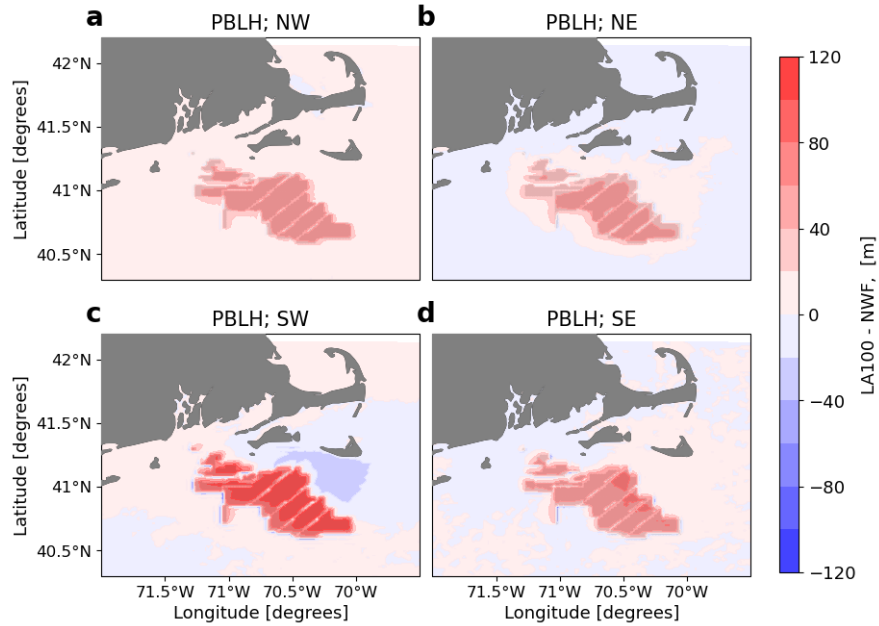 a PBLH; NW
b PBLH; NE
42°N
41.5°N
41°N
40.5°N
Latitude [degrees]
c PBLH; SW
d PBLH; SE
42°N
41.5°N
41°N
40.5°N
Latitude [degrees]
71.5°W 71°W 70.5°W 70°W
71.5°W 71°W 70.5°W 70°W
Longitude [degrees]
Longitude [degrees]
120
80
40
0
−40
−80
−120
LA100 - NWF, [m]